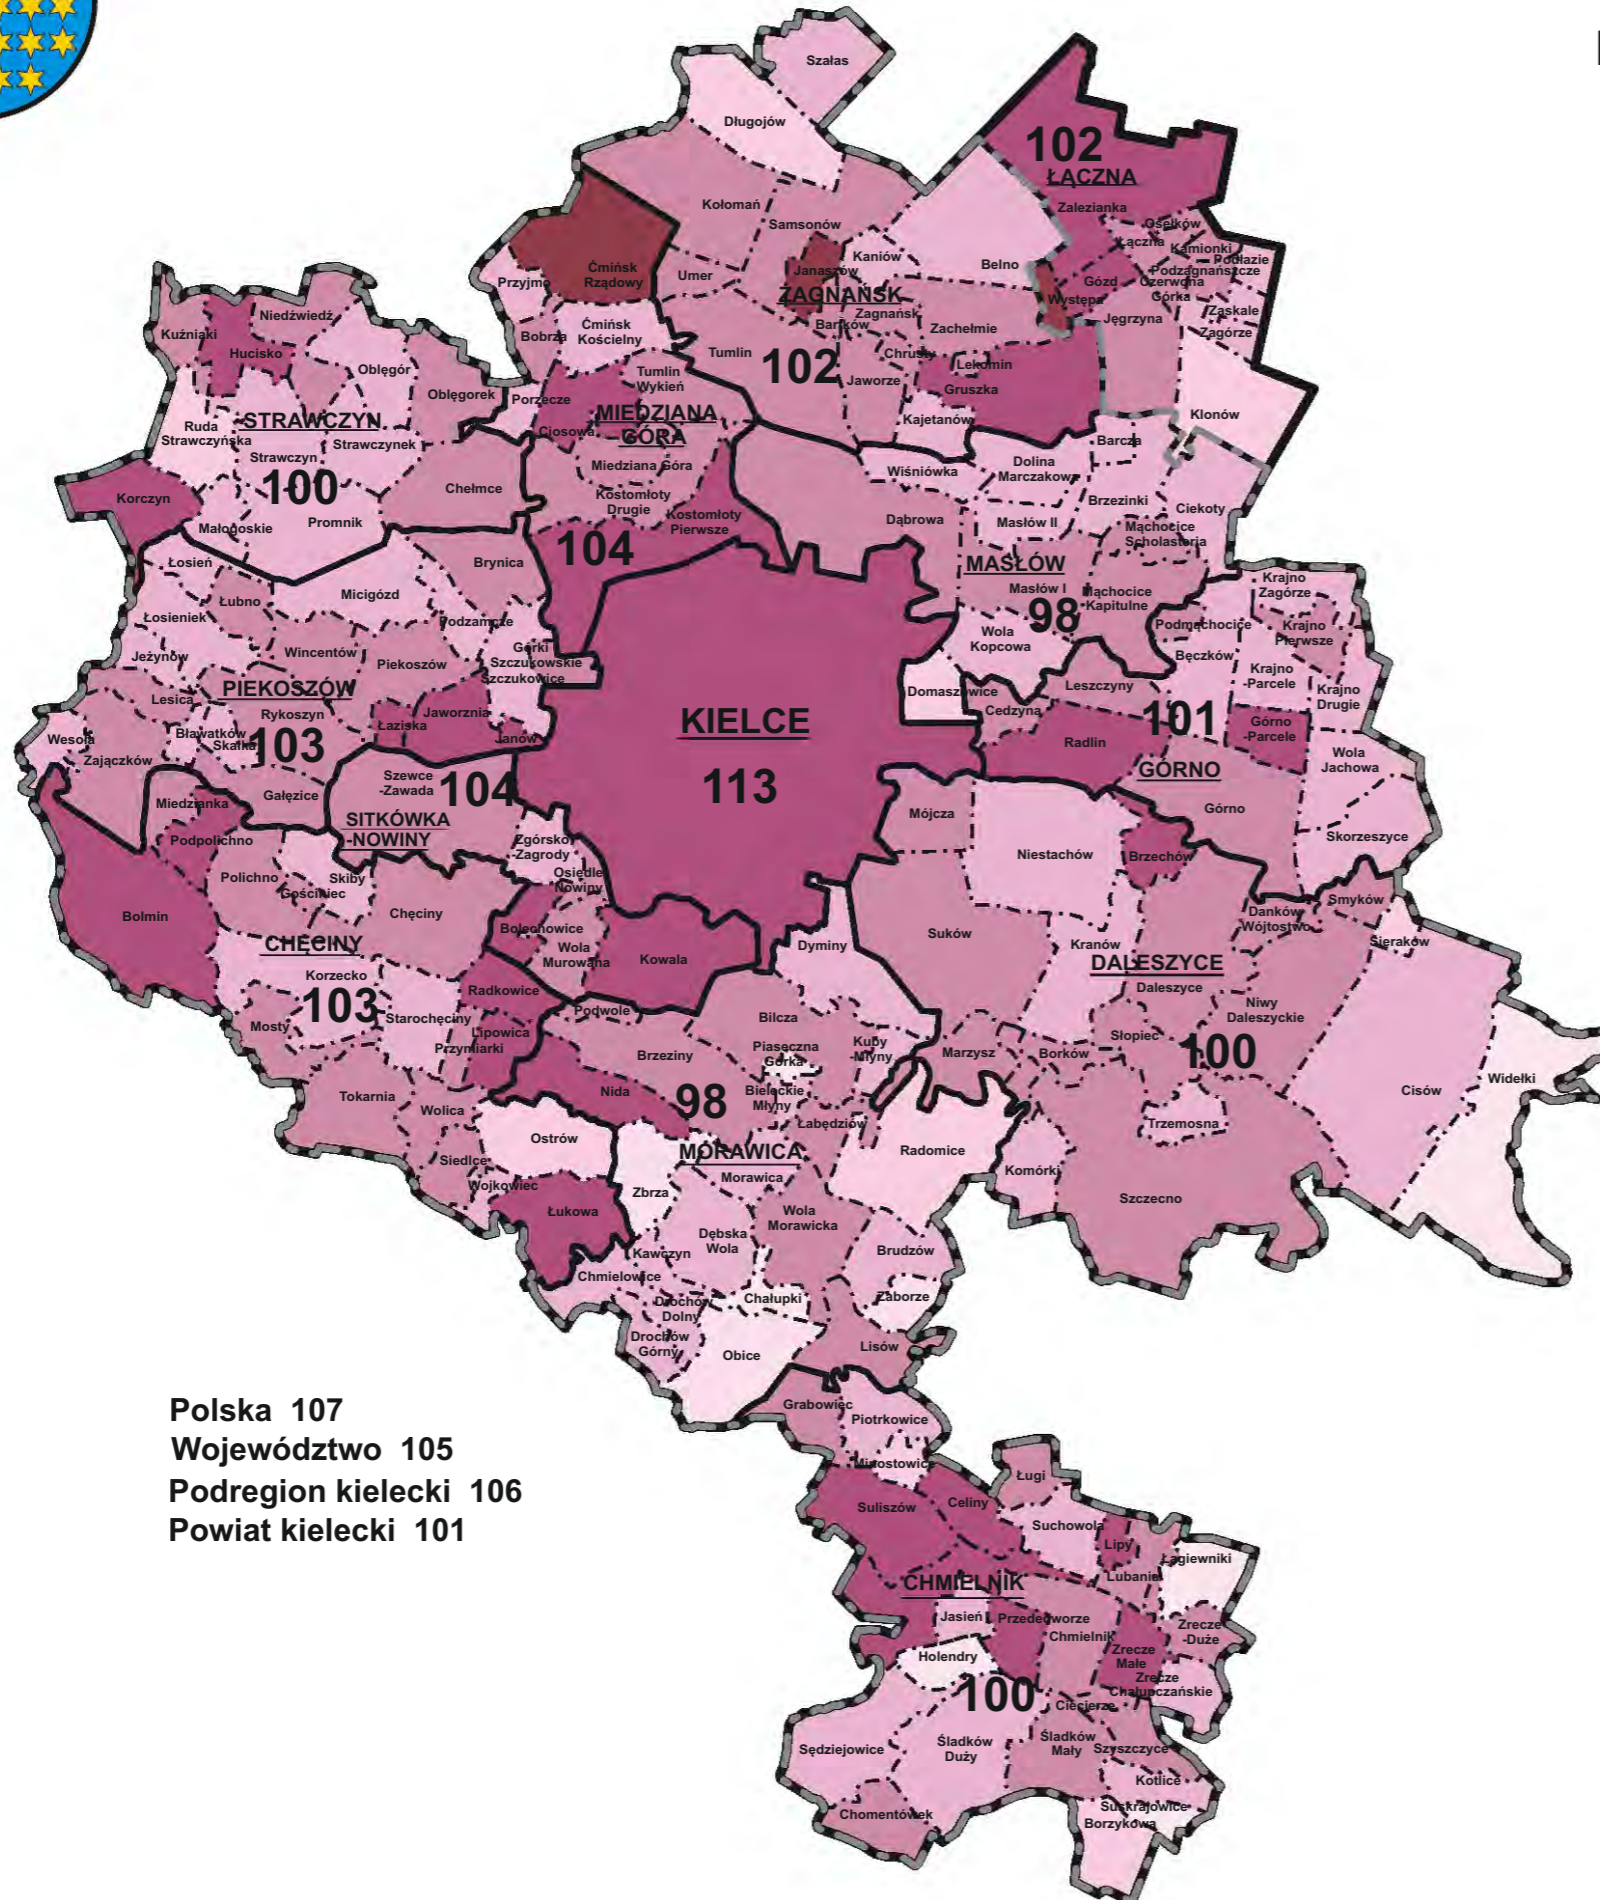 Szałas
Długojów
102
ŁĄCZNA
Zalezianka
Kołomań
Samsonów
Osełków
Łączna
Kamionki
Podłazie
Podzagnańszcze
Kaniów
Belno
Janaszów
Gózd
Czerwona
Górka
Ćmińsk
Rządowy
Umer
Przyjmo
ZAGNAŃSK
Zagnańsk
Występa
Jęgrzyna
Zaskale
Zagórze
Niedźwiedź
Kuźniaki
Hucisko
Bobrza
Ćmińsk
Kościelny
Bartków
Zachełmie
Tumlin
102
Chrusty
Lekomin
Jaworze
Gruszka
Oblęgór
Oblęgorek
Tumlin
Wykień
Porzecze
MIEDZIANA
GÓRA
Kajetanów
Klonów
STRAWCZYN
Ruda
Strawczyńska
Strawczynek
Ciosowa
Barcza
Strawczyn
100
Miedziana Góra
Wiśniówka
Dolina
Marczakowa
Korczyn
Chełmce
Kostomłoty
Drugie
Brzezinki
Ciekoty
Małogoskie
Promnik
Kostomłoty
Pierwsze
Dąbrowa
Masłów II
Mąchocice
Scholasteria
104
Łosień
Brynica
MASŁÓW
Krajno
Zagórze
Łubno
Micigózd
Masłów I
98
Mąchocice
Kapitulne
Łosieniek
Podzamcze
Podmąchocice
Krajno
Pierwsze
Jeżynów
Wincentów
Piekoszów
Górki
Szczukowskie
Szczukowice
Wola
Kopcowa
Bęczków
Krajno
-Parcele
PIEKOSZÓW
Lesica
Domaszowice
Leszczyny
Krajno
Drugie
Rykoszyn
Łaziska
Jaworznia
KIELCE
Cedzyna
101
Górno
-Parcele
Wesoła
Bławatków
Skałka
103
Janów
Radlin
Zajączków
Wola
Jachowa
Szewce
-Zawada
104
113
GÓRNO
Gałęzice
Miedzianka
SITKÓWKA
-NOWINY
Górno
Mójcza
Podpolichno
Zgórsko
-Zagrody
Skorzeszyce
Niestachów
Brzechów
Polichno
Skiby
Gościniec
Osiedle
Nowiny
Smyków
Bolmin
Chęciny
Danków
Wójtostwo
Bolechowice
Suków
CHĘCINY
Wola
Murowana
Kowala
Dyminy
Kranów
Sieraków
DALESZYCE
Korzecko
103
Radkowice
Daleszyce
Niwy
Daleszyckie
Mosty
Starochęciny
Podwole
Bilcza
Lipowica
Przymiarki
Brzeziny
Piaseczna
Górka
Kuby
-Młyny
Marzysz
Borków
Słopiec
100
Tokarnia
Nida
98
Bieleckie
Młyny
Cisów
Widełki
Wolica
Łabędziów
Trzemosna
Ostrów
MORAWICA
Radomice
Siedlce
Morawica
Komórki
Wojkowiec
Zbrza
Szczecno
Łukowa
Wola
Morawicka
Dębska
Wola
Kawczyn
Brudzów
Chmielowice
Chałupki
Zaborze
Drochów
Dolny
Drochów
Górny
Obice
Lisów
Polska 107
Województwo 105
Podregion kielecki 106
Powiat kielecki 101
Grabowiec
Piotrkowice
Minostowice
Ługi
Suliszów
Celiny
Suchowola
Lipy
Łagiewniki
Lubania
CHMIELNIK
Jasień
Przededworze
Chmielnik
Zrecze
-Duże
Holendry
Zrecze
Małe
Zrecze
Chałupczańskie
100
Ciecierze
Sędziejowice
Śladków
Duży
Śladków
Mały
Szyszczyce
Kotlice
Chomentówek
Suskrajowice
Borzykowa